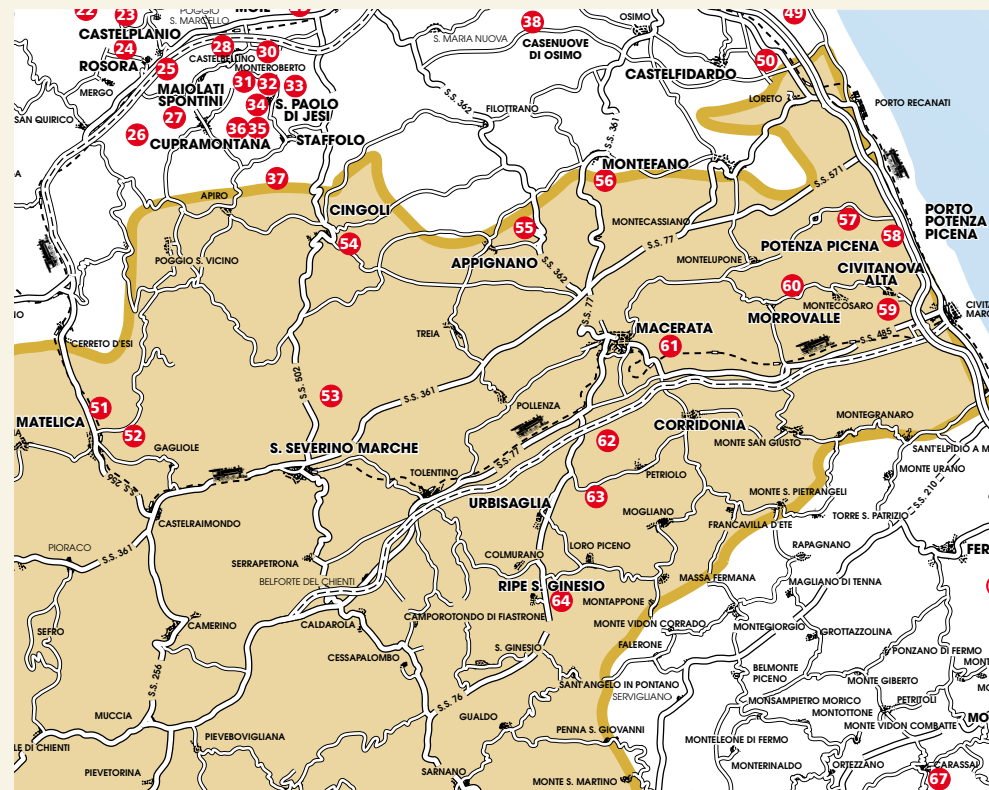 22
23
POGGIO
S. MARCELLO
38
OSIMO
49
CASTELPLANIO
24
28
30
S. MARIA NUOVA
CASENUOVE
DI OSIMO
50
ROSORA
25
CASTELBELLINO
MONTEROBERTO
CASTELFIDARDO
MERGO
MAIOLATI
SPONTINI
31
32
33
S.S. 362
LORETO
PORTO RECANATI
34
S. PAOLO
DI JESI
FILOTTRANO
SAN QUIRICO
27
26
36
35
S.S. 361
CUPRAMONTANA
STAFFOLO
MONTEFANO
37
56
S.S. 571
APIRO
CINGOLI
PORTO
POTENZA
PICENA
55
MONTECASSIANO
57
54
S.S. 77
58
POTENZA PICENA
POGGIO S. VICINO
APPIGNANO
MONTELUPONE
S.S. 362
CIVITANOVA
ALTA
60
MONTECOSARO
59
S.S. 77
MORROVALLE
MACERATA
TREIA
61
S.S. 485
CERRETO D'ESI
S.S. 502
53
S.S. 361
51
POLLENZA
MATELICA
52
CORRIDONIA
MONTEGRANARO
GAGLIOLE
S. SEVERINO MARCHE
62
MONTE SAN GIUSTO
SANT'ELPIDIO A M
S.S. 77
TOLENTINO
PETRIOLO
MONTE URANO
S.S. 256
URBISAGLIA
63
MONTE S. PIETRANGELI
S.S. 210
MOGLIANO
CASTELRAIMONDO
FRANCAVILLA D'ETE
TORRE S. PATRIZIO
PIORACO
S.S. 361
COLMURANO
LORO PICENO
RAPAGNANO
FER
SERRAPETRONA
BELFORTE DEL CHIENTI
RIPE S. GINESIO
MASSA FERMANA
MAGLIANO DI TENNA
64
MONTAPPONE
CAMPOROTONDO DI FIASTRONE
CAMERINO
CALDAROLA
MONTE VIDON CORRADO
MONTEGIORGIO
SEFRO
GROTTAZZOLINA
S. GINESIO
FALERONE
PONZANO DI FERMO
CESSAPALOMBO
BELMONTE
PICENO
S.S. 256
SANT'ANGELO IN PONTANO
MONTE GIBERTO
SERVIGLIANO
S.S. 76
MONSAMPIETRO MORICO
PETRITOLI
MUCCIA
GUALDO
MONTOTTONE
PENNA S. GIOVANNI
MONTE VIDON COMBATTE
PIEVEBOVIGLIANA
MONTELEONE DI FERMO
LE DI CHIENTI
MONTERINALDO
ORTEZZANO
CARASSAI
PIEVETORINA
SARNANO
MONTE S. MARTINO
67